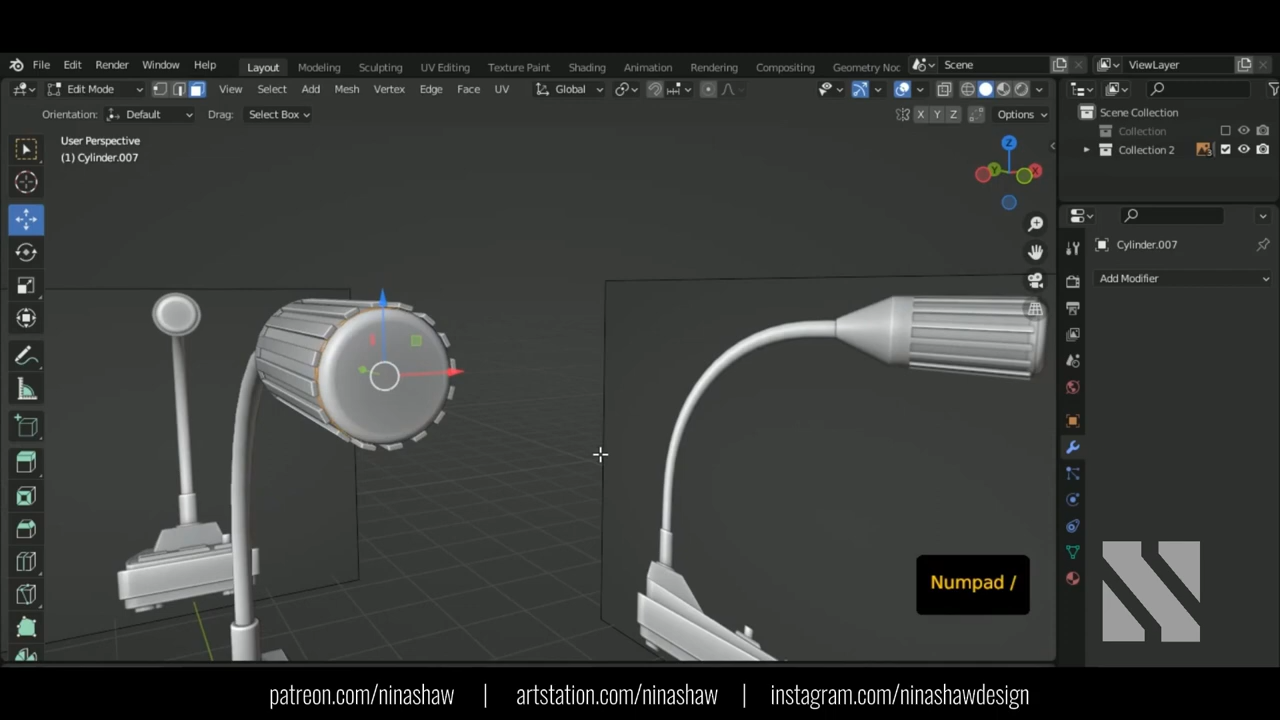 File Edit Render Window Help Layout Modeling Sculpting UV Editing Texture Paint Shading Animation Rendering Compositing Geometry Noc Scene ViewLayer
Edit Mode View Select Add Mesh Vertex Edge Face UV Global
Orientation: Default Drag: Select Box X Y Z Options
Scene Collection
Collection
Collection 2
User Perspective
(1) Cylinder.007
Z
Y X
Cylinder.007
Add Modifier
Numpad /
patreon.com/ninashaw | artstation.com/ninashaw | instagram.com/ninashawdesign